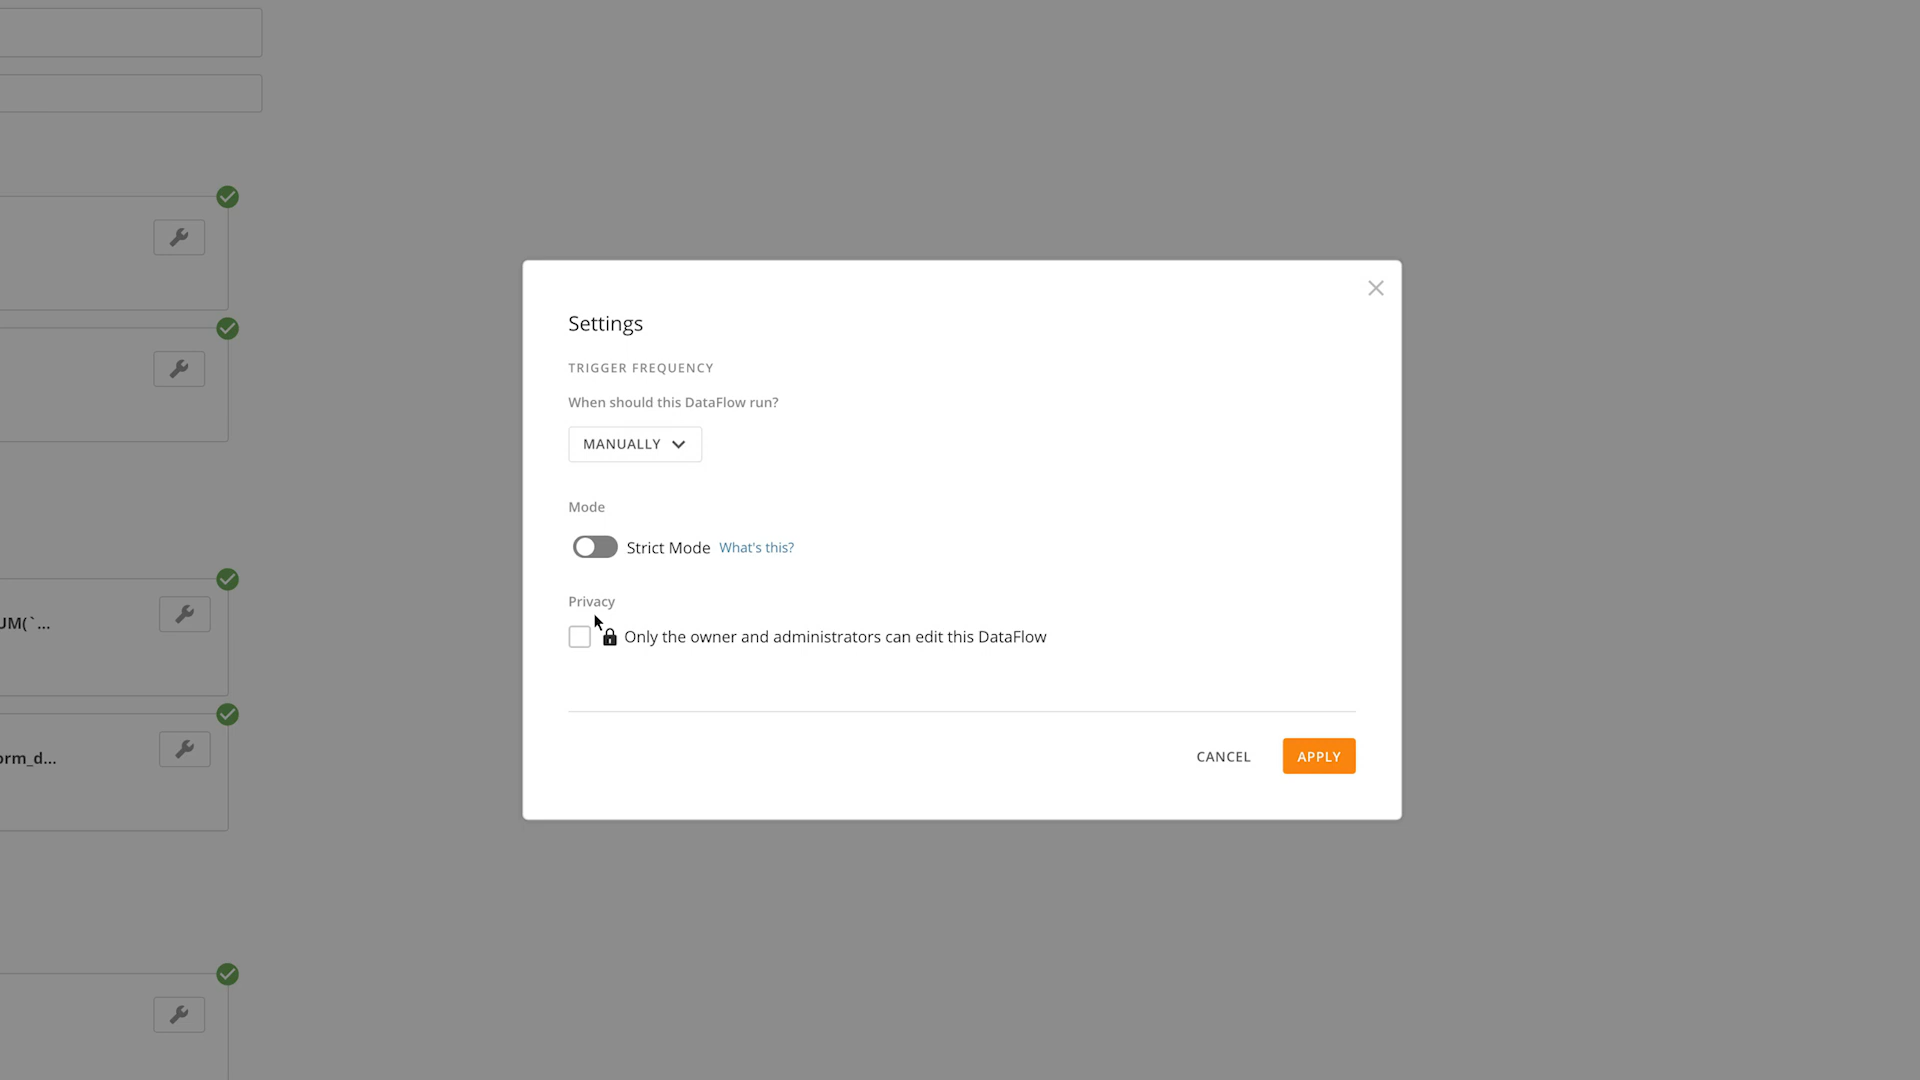 Settings
TRIGGER FREQUENCY
When should this DataFlow run?
MANUALLY
Mode
Strict Mode What's this?
UM(`...
Privacy
Only the owner and administrators can edit this DataFlow
CANCEL APPLY
orm_d...